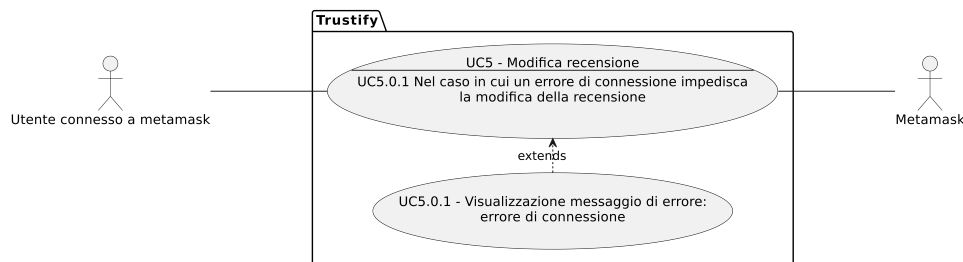 Trustify
UC5 - Modifica recensione
UC5.0.1 Nel caso in cui un errore di connessione impedisca
la modifica della recensione
Utente connesso a metamask
Metamask
extends
UC5.0.1 - Visualizzazione messaggio di errore:
errore di connessione